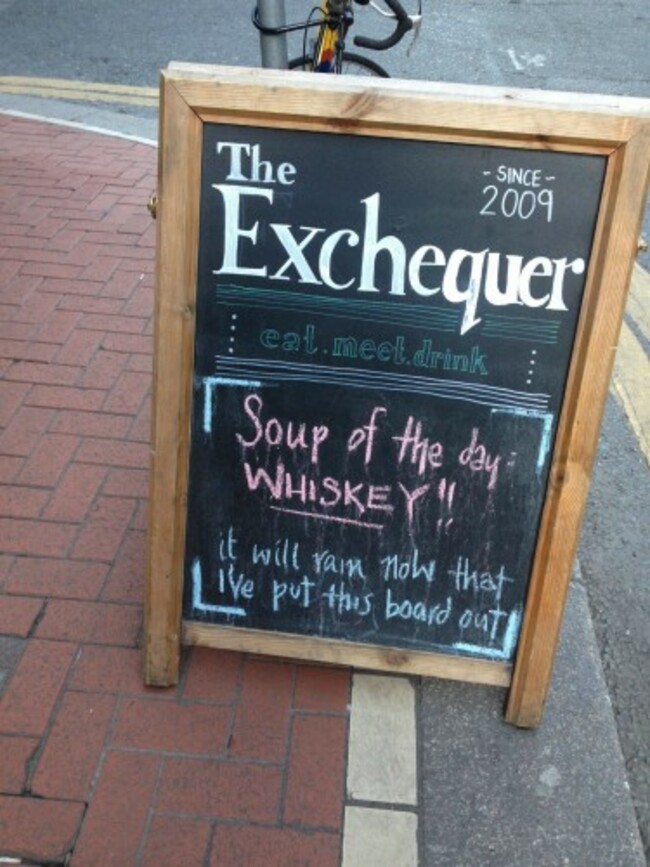 The
- SINCE -
2009
Exchequer
eat.meet.drink
Soup of the day:
WHISKEY!!
it will rain now that
I've put this board out!